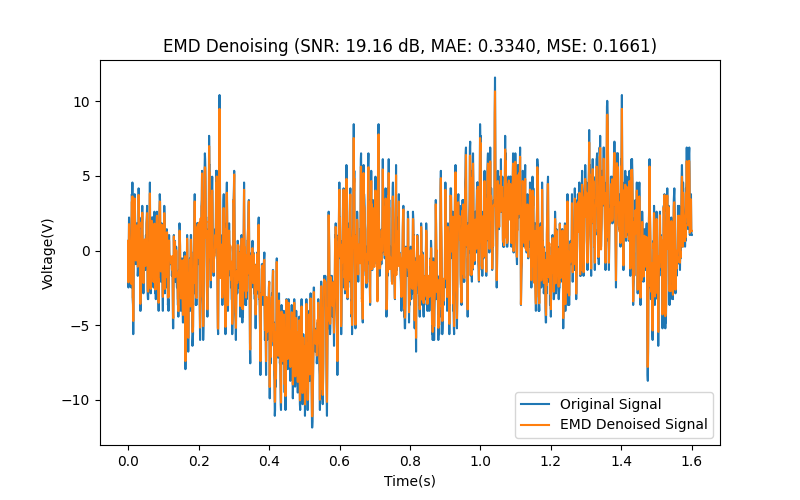 EMD Denoising (SNR: 19.16 dB, MAE: 0.3340, MSE: 0.1661)
10
5
0
−5
−10
Voltage(V)
Original Signal
EMD Denoised Signal
0.0 0.2 0.4 0.6 0.8 1.0 1.2 1.4 1.6
Time(s)